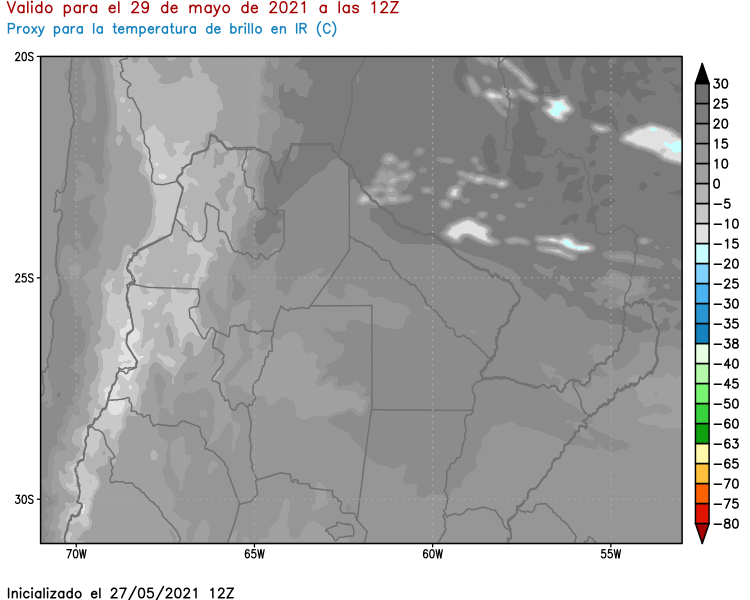 Valido para el 29 de mayo de 2021 a las 12Z
Proxy para la temperatura de brillo en IR (C)
20S
25S
30S
70W
65W
60W
55W
30
25
20
15
10
0
−5
−10
−15
−20
−25
−30
−35
−38
−40
−45
−50
−60
−63
−65
−70
−75
−80
Inicializado el 27/05/2021 12Z